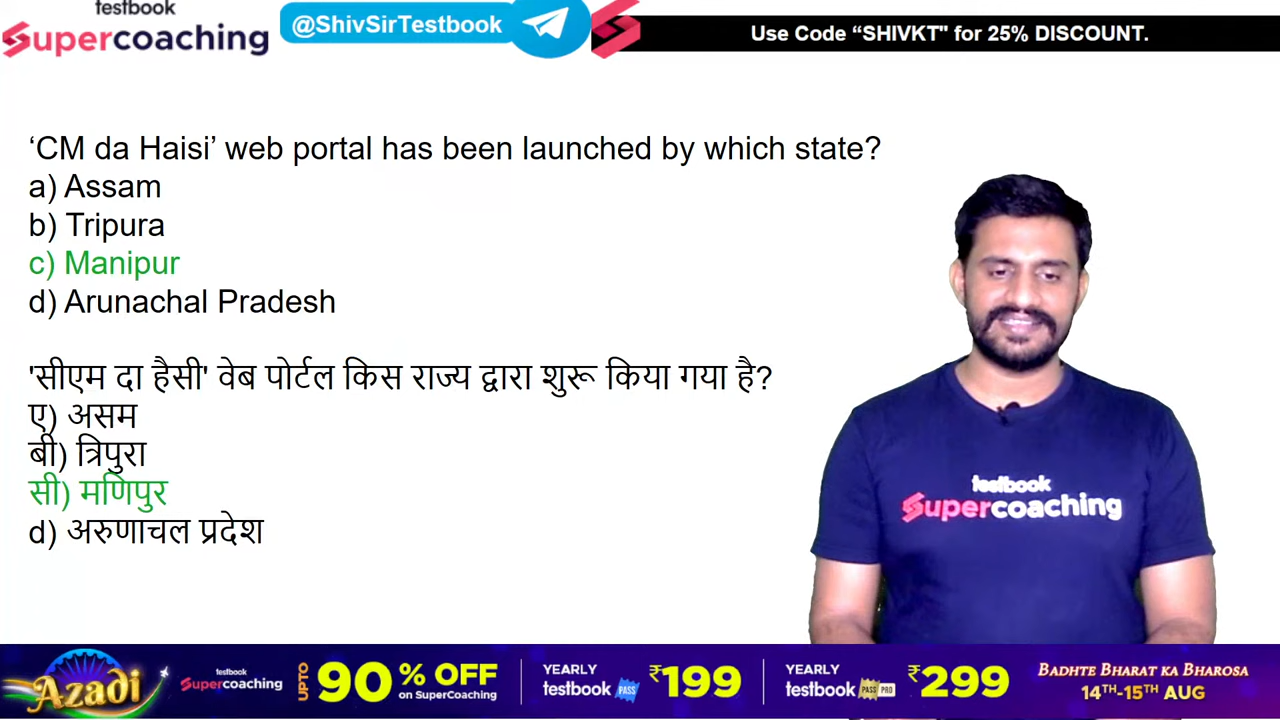 testbook
Supercoaching
@ShivSirTestbook
Use Code “SHIVKT" for 25% DISCOUNT.
‘CM da Haisi’ web portal has been launched by which state?
a) Assam
b) Tripura
c) Manipur
d) Arunachal Pradesh
'सीएम दा हैसी' वेब पोर्टल किस राज्य द्वारा शुरू किया गया है?
ए) असम
बी) त्रिपुरा
सी) मणिपुर
d) अरुणाचल प्रदेश
testbook
Supercoaching
Azadi
testbook
Supercoaching
UPTO 90% OFF on SuperCoaching
YEARLY testbook PASS ₹199
YEARLY testbook PASS PRO ₹299
BADHTE BHARAT KA BHAROSA
14TH-15TH AUG